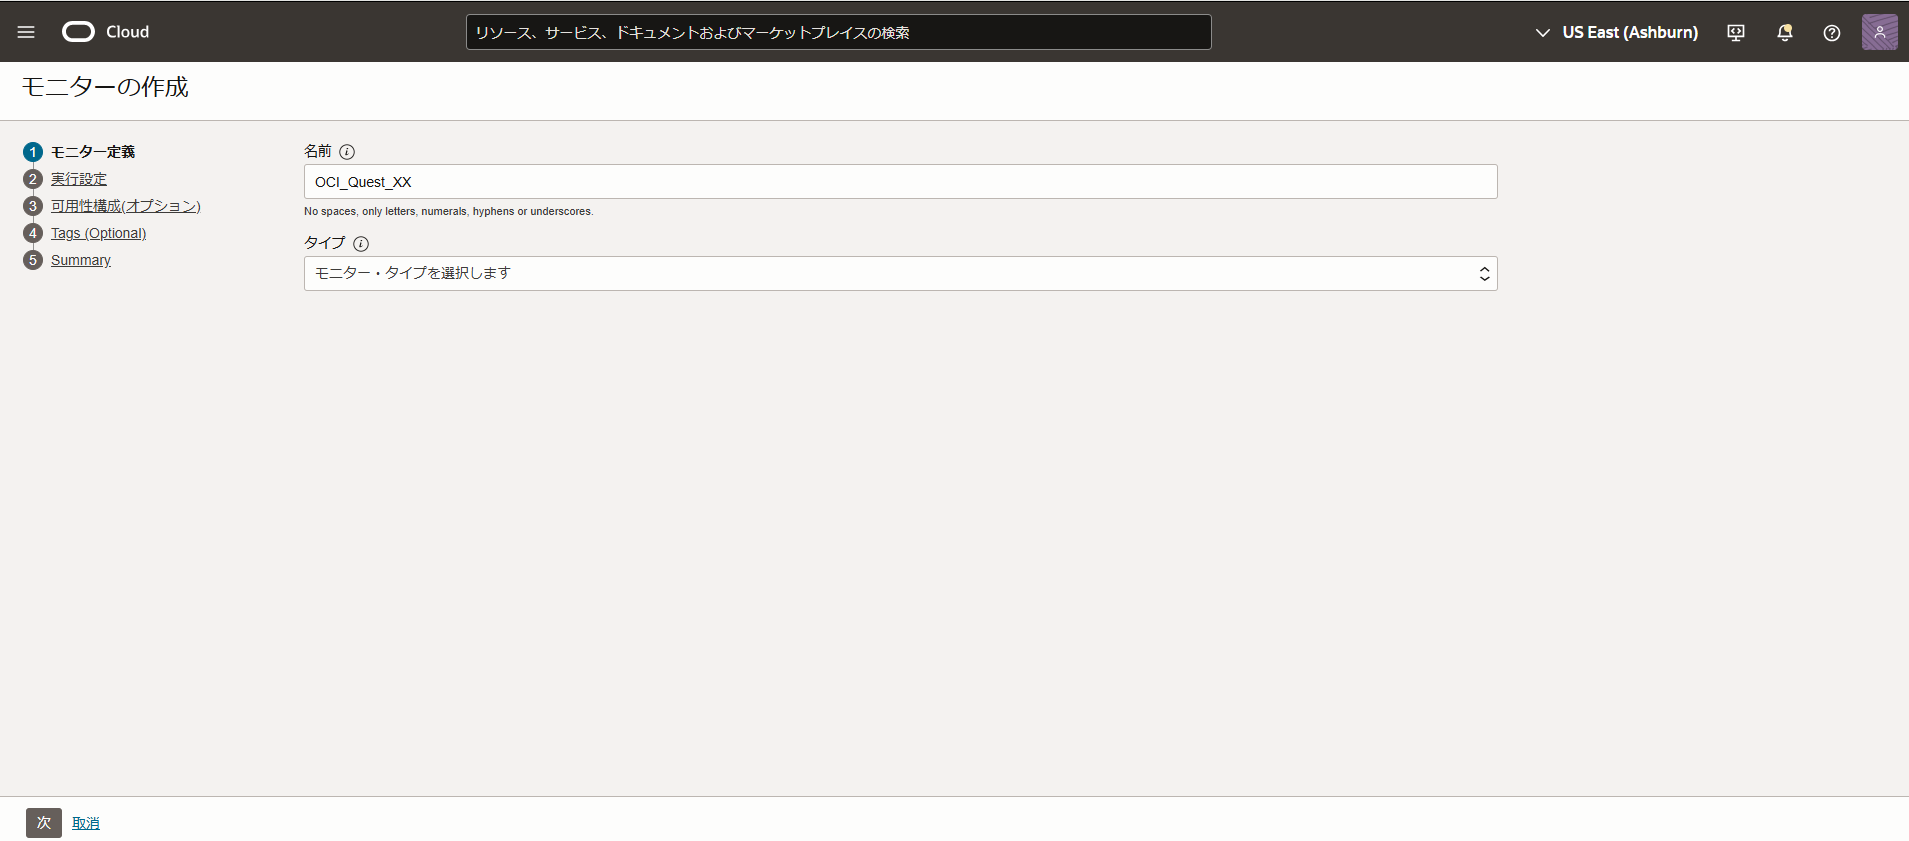 Cloud
リソース、サービス、ドキュメントおよびマーケットプレイスの検索
US East (Ashburn)
モニターの作成
1 モニター定義
2 実行設定
3 可用性構成(オプション)
4 Tags (Optional)
5 Summary
名前
OCI_Quest_XX
No spaces, only letters, numerals, hyphens or underscores.
タイプ
モニター・タイプを選択します
次 取消